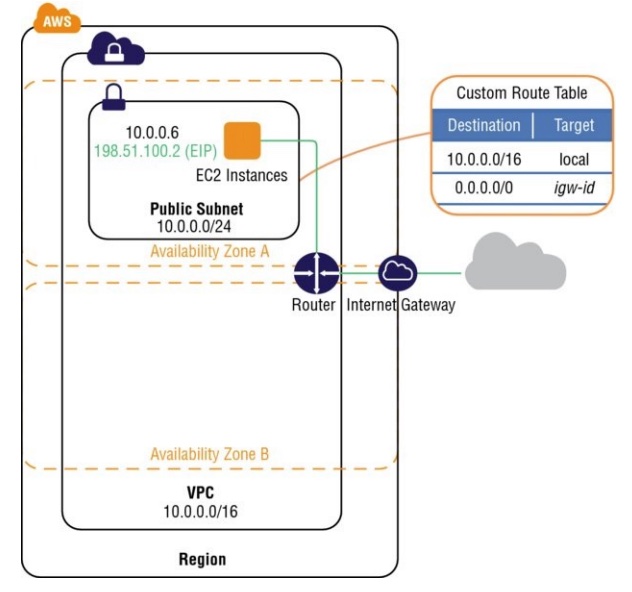 AWS
10.0.0.6
198.51.100.2 (EIP)
EC2 Instances
Public Subnet
10.0.0.0/24
Availability Zone A
Custom Route Table
Destination Target
10.0.0.0/16 local
0.0.0.0/0 igw-id
Router Internet Gateway
Availability Zone B
VPC
10.0.0.0/16
Region